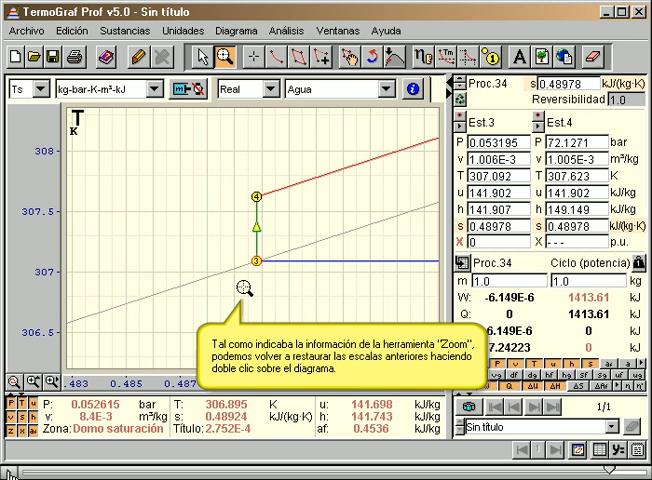 TermoGraf Prof v5.0 - Sin título
Archivo Edición Sustancias Unidades Diagrama Análisis Ventanas Ayuda
Ts kg-bar-K-m³-kJ Real Agua
Proc.34 s 0.48978 kJ/(kg·K)
Reversibilidad 1.0
Est.3 Est.4
P 0.053195 P 72.1271 bar
v 1.006E-3 v 1.005E-3 m³/kg
T 307.092 T 307.623 K
u 141.902 u 141.902 kJ/kg
h 141.907 h 149.149 kJ/kg
s 0.48978 s 0.48978 kJ/(kg·K)
X 0 X --- p.u.
Proc.34 Ciclo (potencia)
m 1.0 1.0 kg
W: -6.149E-6 1413.61 kJ
Q: 0 1413.61 kJ
6.149E-6 0 kJ
7.24223 0 kJ
T
K
308
307.5
307
306.5
4
3
Tal como indicaba la información de la herramienta "Zoom",
podemos volver a restaurar las escalas anteriores haciendo
doble clic sobre el diagrama.
.483 0.485 0.487
P: 0.052615 bar T: 306.895 K u: 141.698 kJ/kg
v: 8.4E-3 m³/kg s: 0.48924 kJ/(kg·K) h: 141.743 kJ/kg
Zona: Domo saturación Título: 2.752E-4 af: 0.4536 kJ/kg
1/1
Sin título